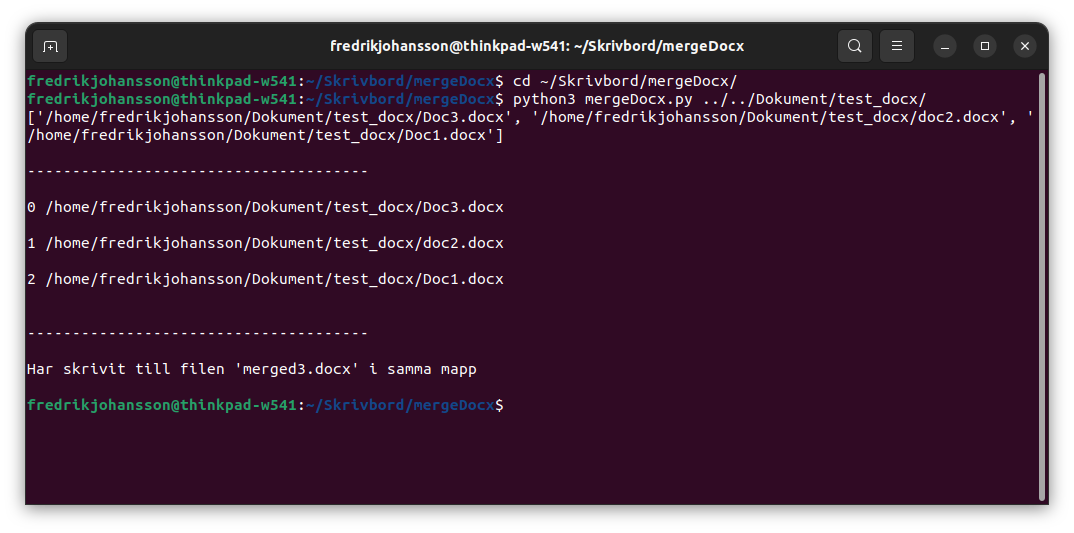 fredrikjohansson@thinkpad-w541: ~/Skrivbord/mergeDocx
fredrikjohansson@thinkpad-w541:~/Skrivbord/mergeDocx$ cd ~/Skrivbord/mergeDocx/
fredrikjohansson@thinkpad-w541:~/Skrivbord/mergeDocx$ python3 mergeDocx.py ../../Dokument/test_docx/
['/home/fredrikjohansson/Dokument/test_docx/Doc3.docx', '/home/fredrikjohansson/Dokument/test_docx/doc2.docx', '
/home/fredrikjohansson/Dokument/test_docx/Doc1.docx']
--------------------------------------
0 /home/fredrikjohansson/Dokument/test_docx/Doc3.docx
1 /home/fredrikjohansson/Dokument/test_docx/doc2.docx
2 /home/fredrikjohansson/Dokument/test_docx/Doc1.docx
--------------------------------------
Har skrivit till filen 'merged3.docx' i samma mapp
fredrikjohansson@thinkpad-w541:~/Skrivbord/mergeDocx$